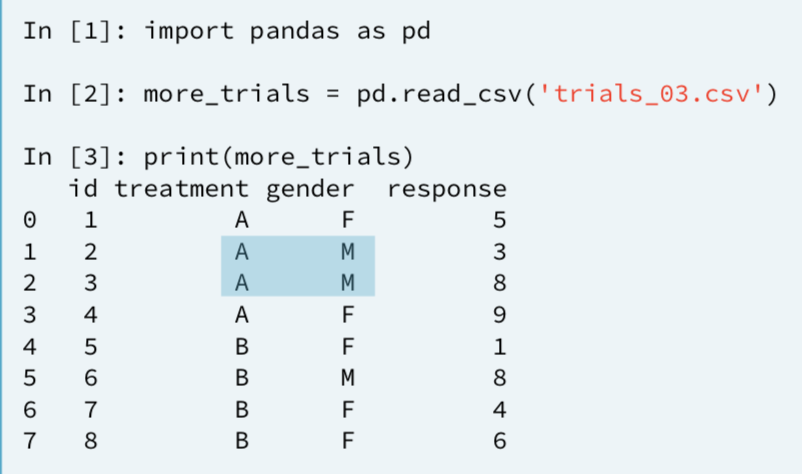 In [1]: import pandas as pd
In [2]: more_trials = pd.read_csv('trials_03.csv')
In [3]: print(more_trials)
id treatment gender response
0 1 A F 5
1 2 A M 3
2 3 A M 8
3 4 A F 9
4 5 B F 1
5 6 B M 8
6 7 B F 4
7 8 B F 6